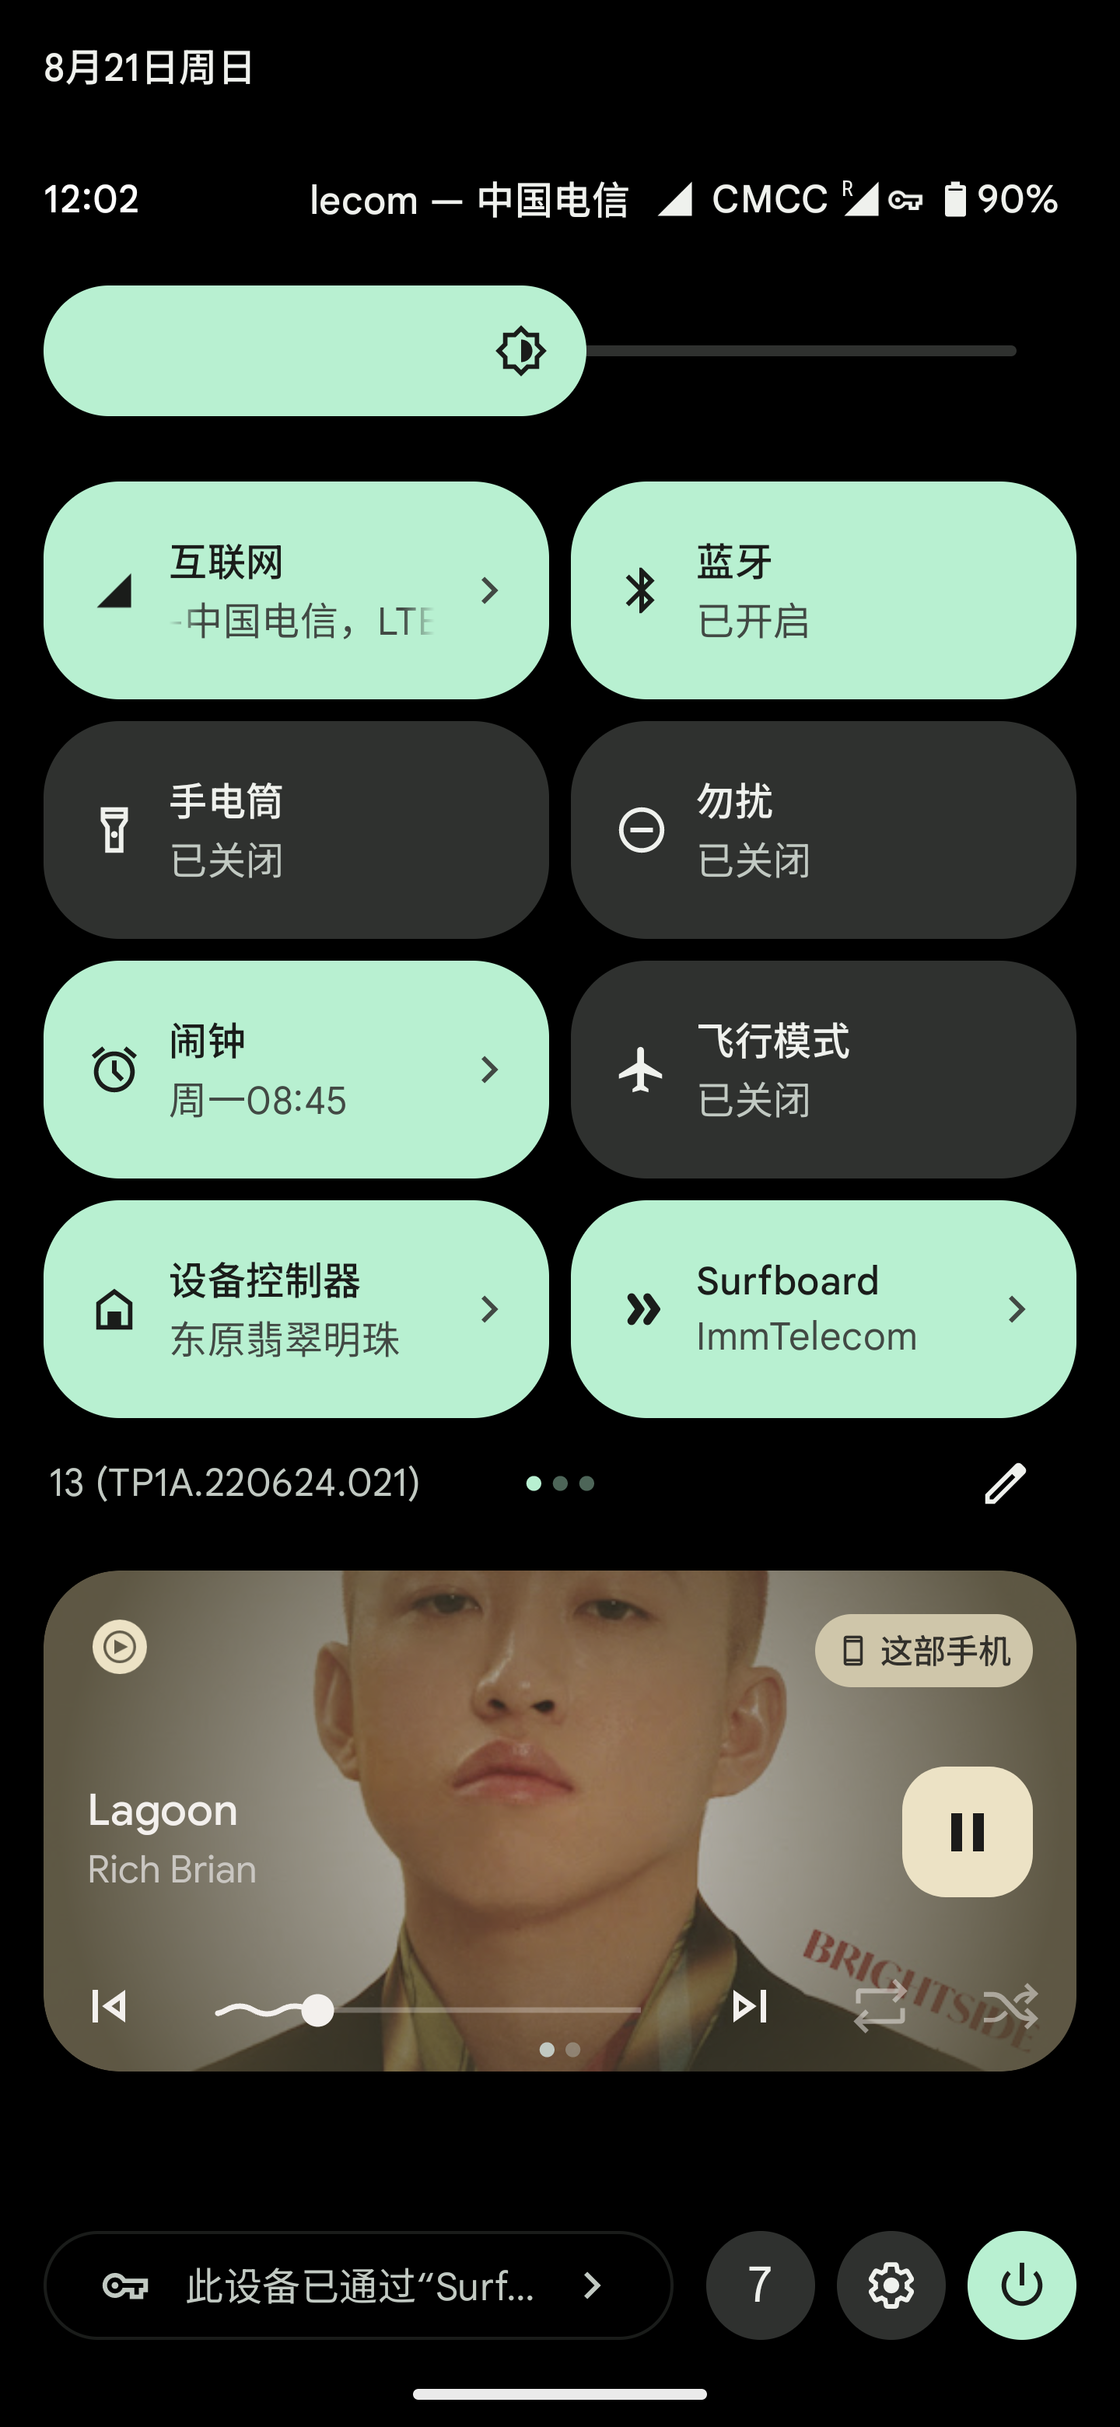 8月21日周日
12:02 lecom — 中国电信 CMCC R 90%
互联网
-中国电信，LTE
蓝牙
已开启
手电筒
已关闭
勿扰
已关闭
闹钟
周一08:45
飞行模式
已关闭
设备控制器
东原翡翠明珠
Surfboard
ImmTelecom
13 (TP1A.220624.021)
这部手机
Lagoon
Rich Brian
BRIGHTSIDE
此设备已通过“Surf...
7